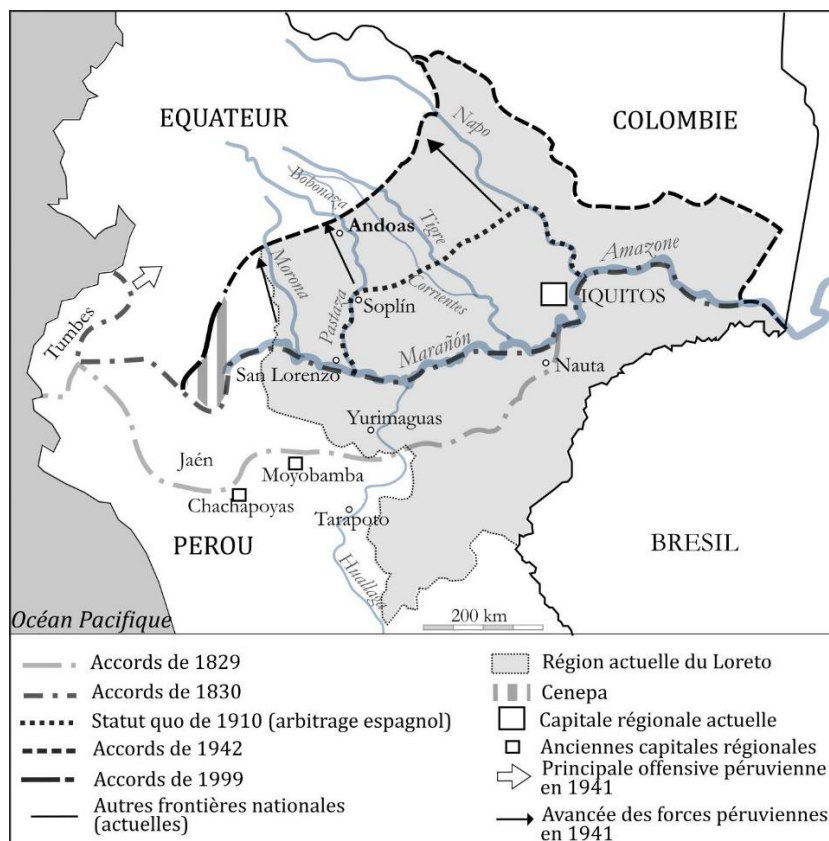 EQUATEUR
COLOMBIE
Napo
Bobonaza
Andoas
Tigre
Amazone
Morona
Corrientes
IQUITOS
Tumbes
Pastaza
Soplín
Marañón
San Lorenzo
Nauta
Yurimaguas
Jaén
Moyobamba
Chachapoyas
Tarapoto
PEROU
BRESIL
Huallaga
200 km
Océan Pacifique
Accords de 1829
Accords de 1830
Statut quo de 1910 (arbitrage espagnol)
Accords de 1942
Accords de 1999
Autres frontières nationales
(actuelles)
Région actuelle du Loreto
Cenepa
Capitale régionale actuelle
Anciennes capitales régionales
Principale offensive péruvienne
en 1941
Avancée des forces péruviennes
en 1941